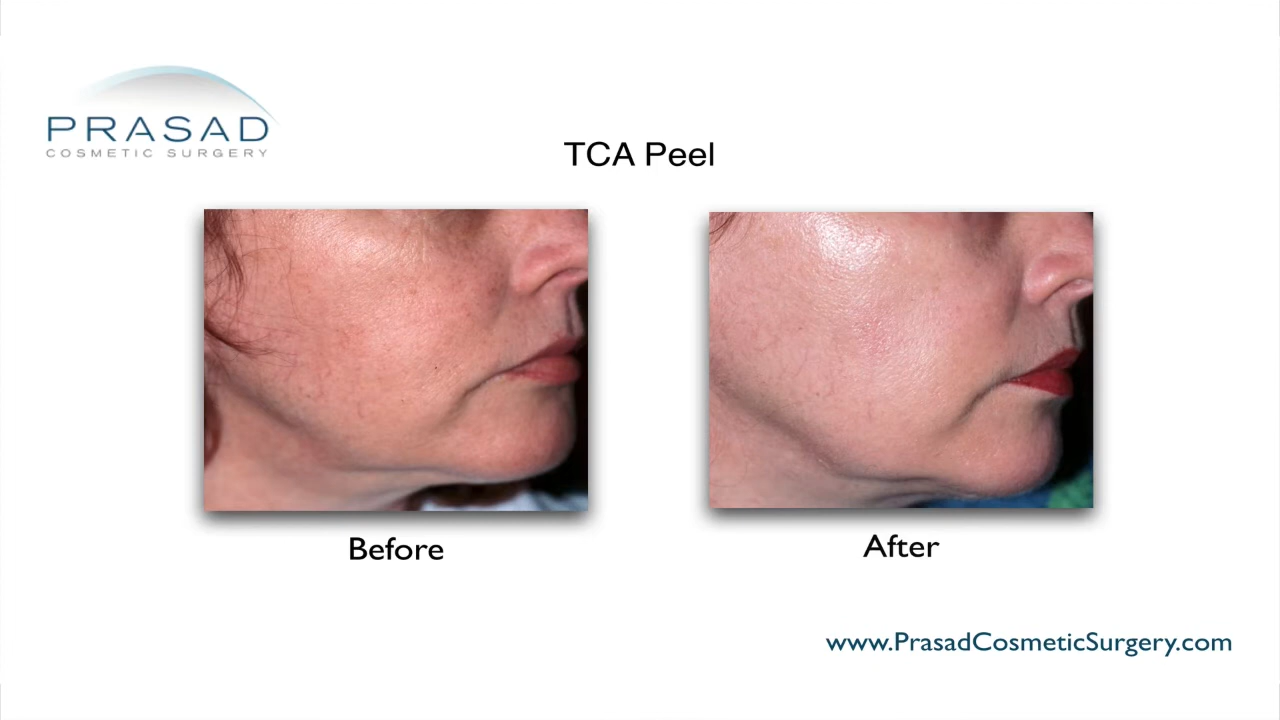 PRASAD
COSMETIC SURGERY
TCA Peel
Before
After
www.PrasadCosmeticSurgery.com